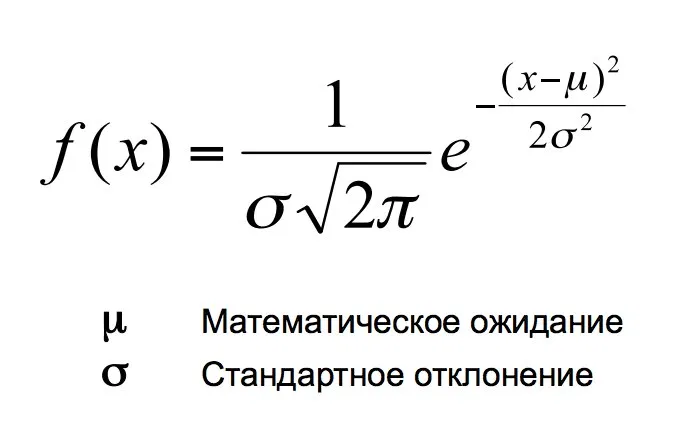 f(x) = 1/(σ√2π) e^(-(x-μ)²/(2σ²))
μ Математическое ожидание
σ Стандартное отклонение